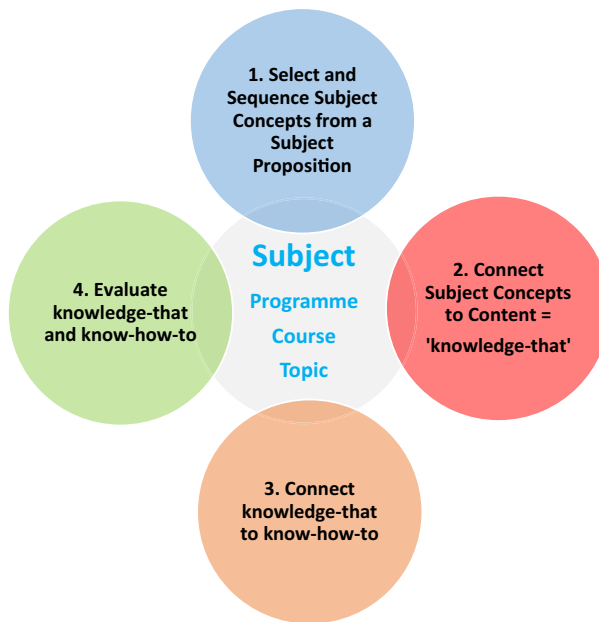 1. Select and
Sequence Subject
Concepts from a
Subject
Proposition
Subject
Programme
Course
Topic
2. Connect
Subject Concepts
to Content =
'knowledge-that'
3. Connect
knowledge-that
to know-how-to
4. Evaluate
knowledge-that
and know-how-to